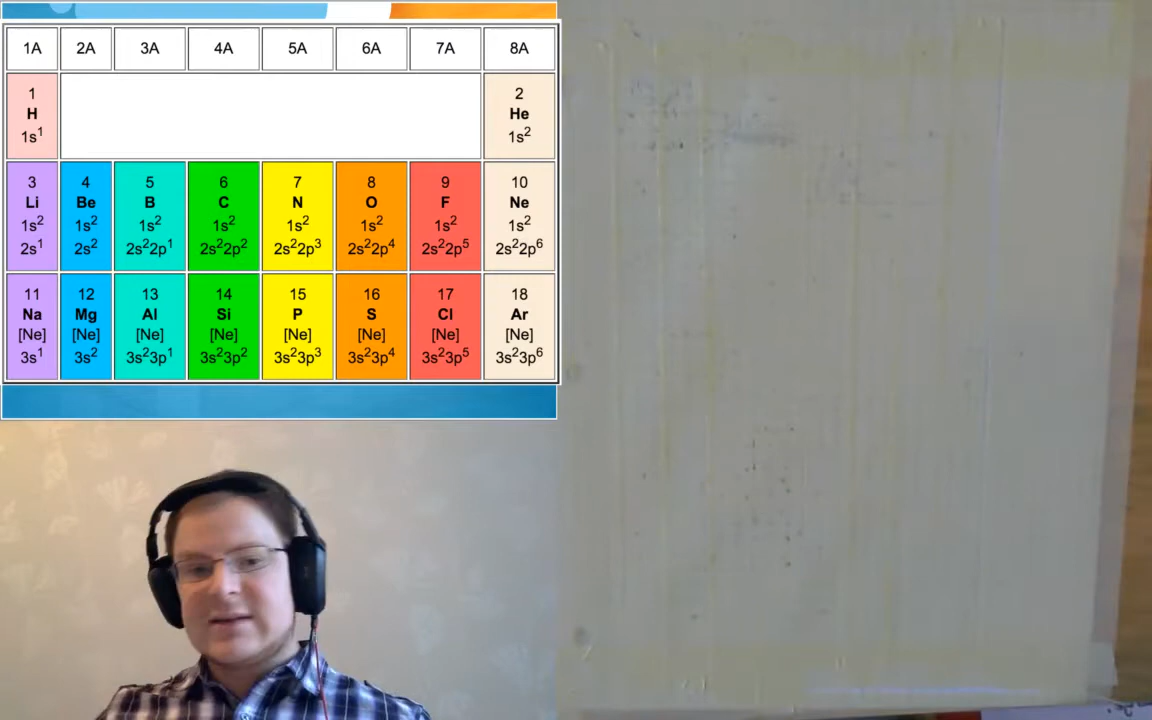 1A 2A 3A 4A 5A 6A 7A 8A
1 2
H He
1s¹ 1s²
3 4 5 6 7 8 9 10
Li Be B C N O F Ne
1s² 1s² 1s² 1s² 1s² 1s² 1s² 1s²
2s¹ 2s² 2s²2p¹ 2s²2p² 2s²2p³ 2s²2p⁴ 2s²2p⁵ 2s²2p⁶
11 12 13 14 15 16 17 18
Na Mg Al Si P S Cl Ar
[Ne] [Ne] [Ne] [Ne] [Ne] [Ne] [Ne] [Ne]
3s¹ 3s² 3s²3p¹ 3s²3p² 3s²3p³ 3s²3p⁴ 3s²3p⁵ 3s²3p⁶